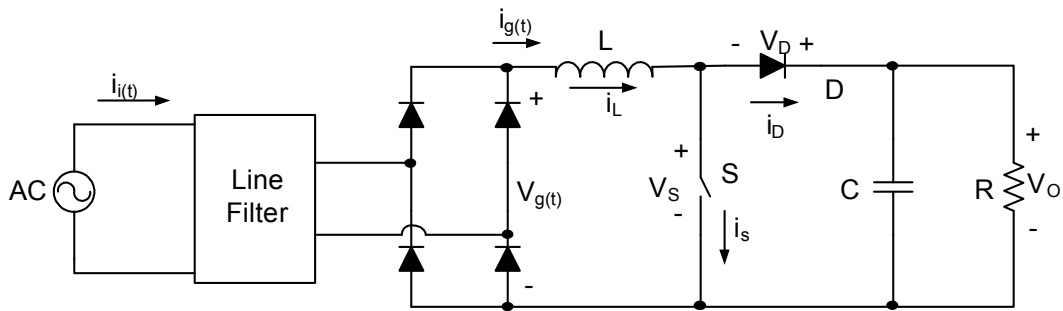 i_g(t)
L
- V_D +
i_i(t)
+
i_L
i_D
D
AC
Line
Filter
V_g(t)
+
V_S
-
S
i_s
C
R
+
V_O
-
-